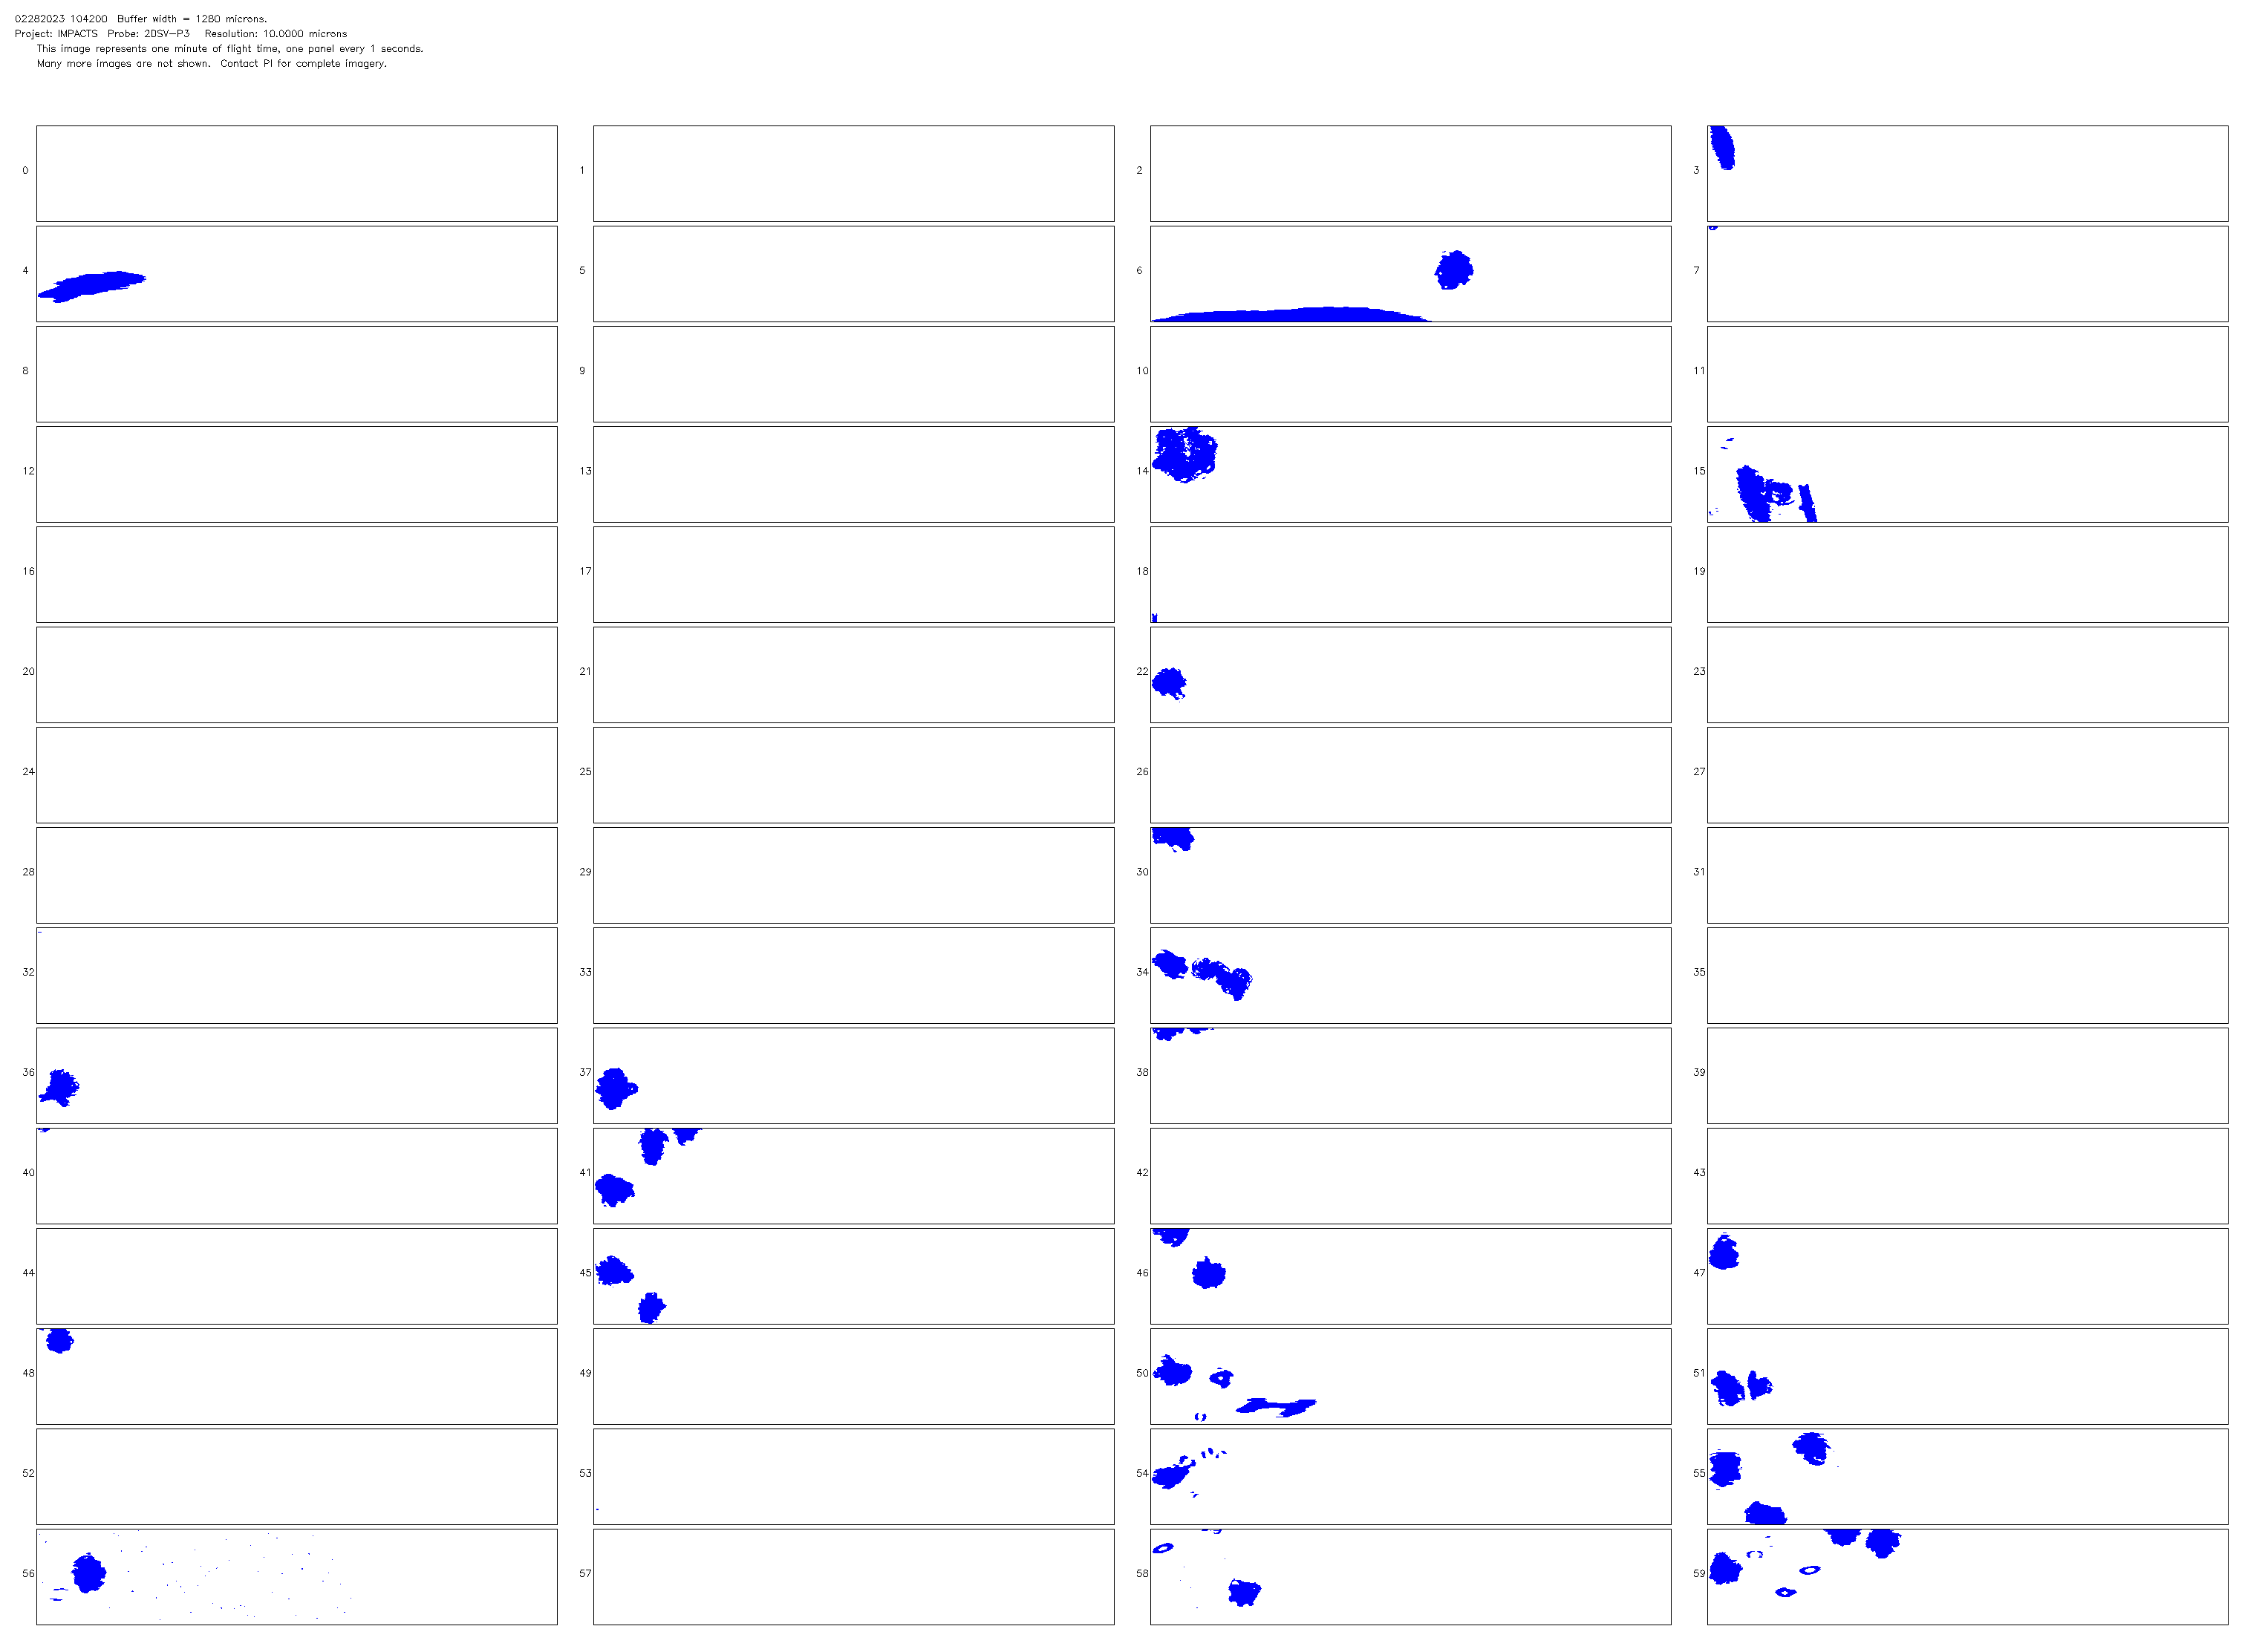 02282023 104200  Buffer width = 1280 microns.
Project: IMPACTS  Probe: 2DSV-P3   Resolution: 10.0000 microns
This image represents one minute of flight time, one panel every 1 seconds.
Many more images are not shown.  Contact PI for complete imagery.
0 1 2 3
4 5 6 7
8 9 10 11
12 13 14 15
16 17 18 19
20 21 22 23
24 25 26 27
28 29 30 31
32 33 34 35
36 37 38 39
40 41 42 43
44 45 46 47
48 49 50 51
52 53 54 55
56 57 58 59